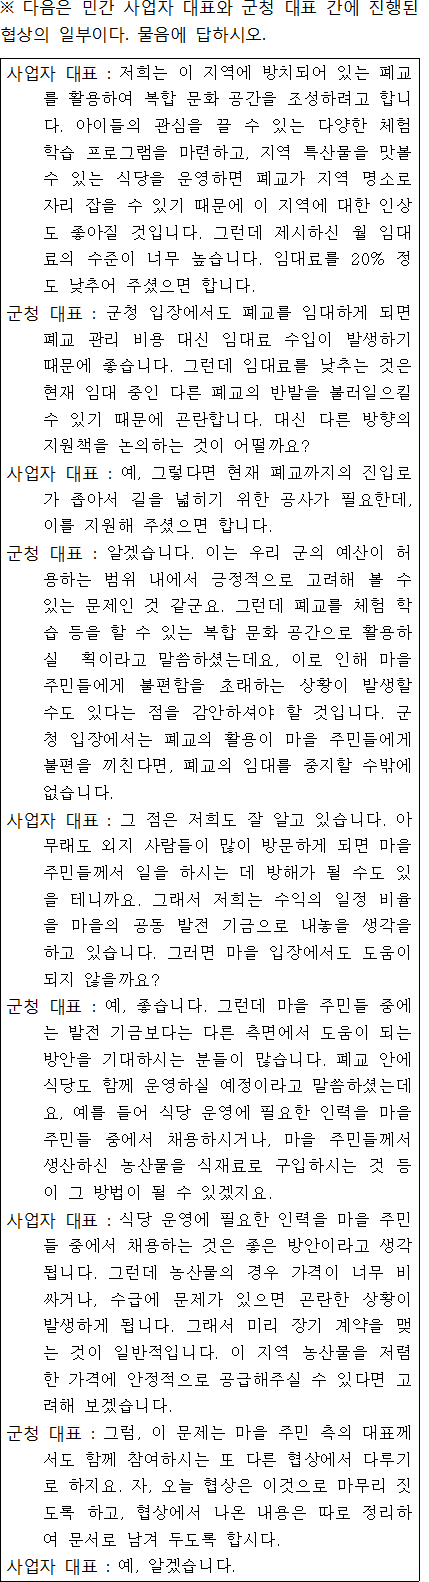 ※ 다음은 민간 사업자 대표와 군청 대표 간에 진행된
협상의 일부이다. 물음에 답하시오.
사업자 대표 : 저희는 이 지역에 방치되어 있는 폐교
를 활용하여 복합 문화 공간을 조성하려고 합니
다. 아이들의 관심을 끌 수 있는 다양한 체험
학습 프로그램을 마련하고, 지역 특산물을 맛볼
수 있는 식당을 운영하면 폐교가 지역 명소로
자리 잡을 수 있기 때문에 이 지역에 대한 인상
도 좋아질 것입니다. 그런데 제시하신 월 임대
료의 수준이 너무 높습니다. 임대료를 20% 정
도 낮추어 주셨으면 합니다.
군청 대표 : 군청 입장에서도 폐교를 임대하게 되면
폐교 관리 비용 대신 임대료 수입이 발생하기
때문에 좋습니다. 그런데 임대료를 낮추는 것은
현재 임대 중인 다른 폐교의 반발을 불러일으킬
수 있기 때문에 곤란합니다. 대신 다른 방향의
지원책을 논의하는 것이 어떨까요?
사업자 대표 : 예, 그렇다면 현재 폐교까지의 진입로
가 좁아서 길을 넓히기 위한 공사가 필요한데,
이를 지원해 주셨으면 합니다.
군청 대표 : 알겠습니다. 이는 우리 군의 예산이 허
용하는 범위 내에서 긍정적으로 고려해 볼 수
있는 문제인 것 같군요. 그런데 폐교를 체험 학
습 등을 할 수 있는 복합 문화 공간으로 활용하
실 획이라고 말씀하셨는데요, 이로 인해 마을
주민들에게 불편함을 초래하는 상황이 발생할
수도 있다는 점을 감안하셔야 할 것입니다. 군
청 입장에서는 폐교의 활용이 마을 주민들에게
불편을 끼친다면, 폐교의 임대를 중지할 수밖에
없습니다.
사업자 대표 : 그 점은 저희도 잘 알고 있습니다. 아
무래도 외지 사람들이 많이 방문하게 되면 마을
주민들께서 일을 하시는 데 방해가 될 수도 있
을 테니까요. 그래서 저희는 수익의 일정 비율
을 마을의 공동 발전 기금으로 내놓을 생각을
하고 있습니다. 그러면 마을 입장에서도 도움이
되지 않을까요?
군청 대표 : 예, 좋습니다. 그런데 마을 주민들 중에
는 발전 기금보다는 다른 측면에서 도움이 되는
방안을 기대하시는 분들이 많습니다. 폐교 안에
식당도 함께 운영하실 예정이라고 말씀하셨는데
요, 예를 들어 식당 운영에 필요한 인력을 마을
주민들 중에서 채용하시거나, 마을 주민들께서
생산하신 농산물을 식재료로 구입하시는 것 등
이 그 방법이 될 수 있겠지요.
사업자 대표 : 식당 운영에 필요한 인력을 마을 주민
들 중에서 채용하는 것은 좋은 방안이라고 생각
됩니다. 그런데 농산물의 경우 가격이 너무 비
싸거나, 수급에 문제가 있으면 곤란한 상황이
발생하게 됩니다. 그래서 미리 장기 계약을 맺
는 것이 일반적입니다. 이 지역 농산물을 저렴
한 가격에 안정적으로 공급해주실 수 있다면 고
려해 보겠습니다.
군청 대표 : 그럼, 이 문제는 마을 주민 측의 대표께
서도 함께 참여하시는 또 다른 협상에서 다루기
로 하지요. 자, 오늘 협상은 이것으로 마무리 짓
도록 하고, 협상에서 나온 내용은 따로 정리하
여 문서로 남겨 두도록 합시다.
사업자 대표 : 예, 알겠습니다.